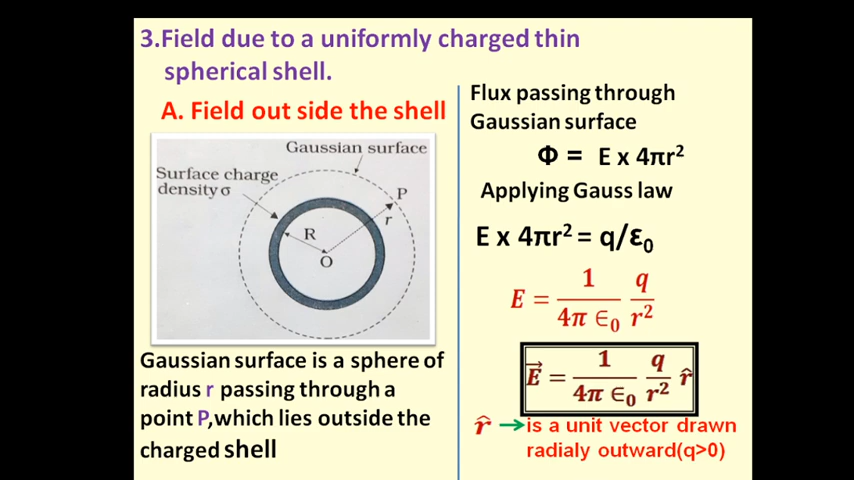 3.Field due to a uniformly charged thin
spherical shell.
A. Field out side the shell
Gaussian surface
Surface charge
density σ
P
r
R
O
Gaussian surface is a sphere of
radius r passing through a
point P,which lies outside the
charged shell
Flux passing through
Gaussian surface
Φ = E x 4πr²
Applying Gauss law
E x 4πr² = q/ε₀
E = 1/(4π ∈₀) q/r²
E⃗ = 1/(4π ∈₀) q/r² r̂
r̂ → is a unit vector drawn
radialy outward(q>0)